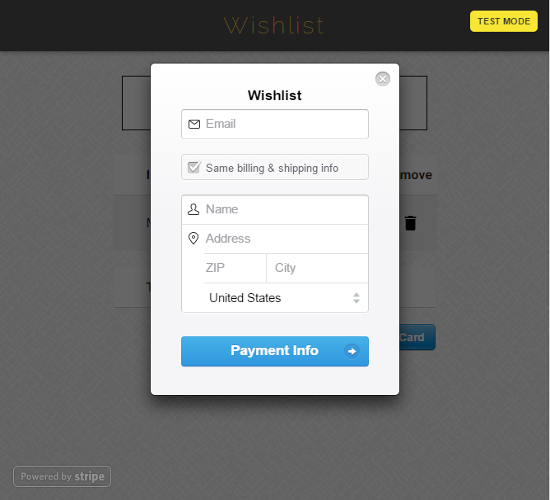 Wishlist
TEST MODE
Wishlist
Email
Same billing & shipping info
Name
Address
ZIP City
United States
Payment Info
move
Card
Powered by stripe